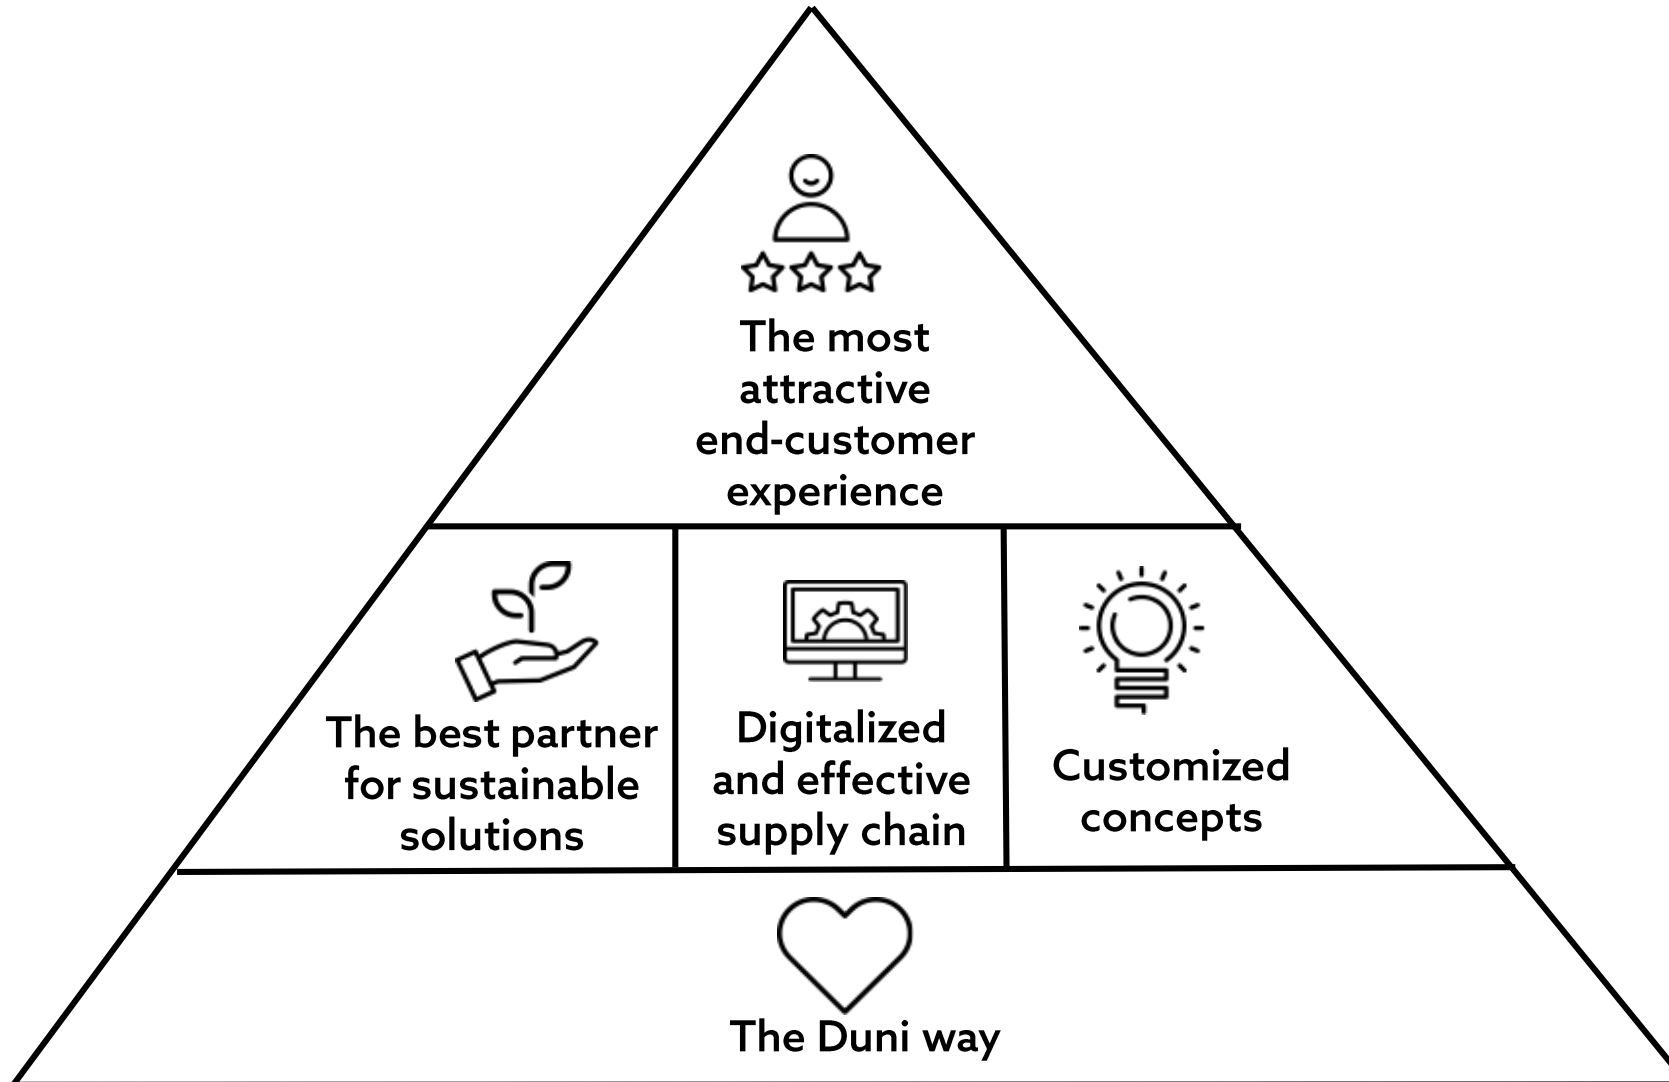 The most
attractive
end-customer
experience
The best partner
for sustainable
solutions
Digitalized
and effective
supply chain
Customized
concepts
The Duni way